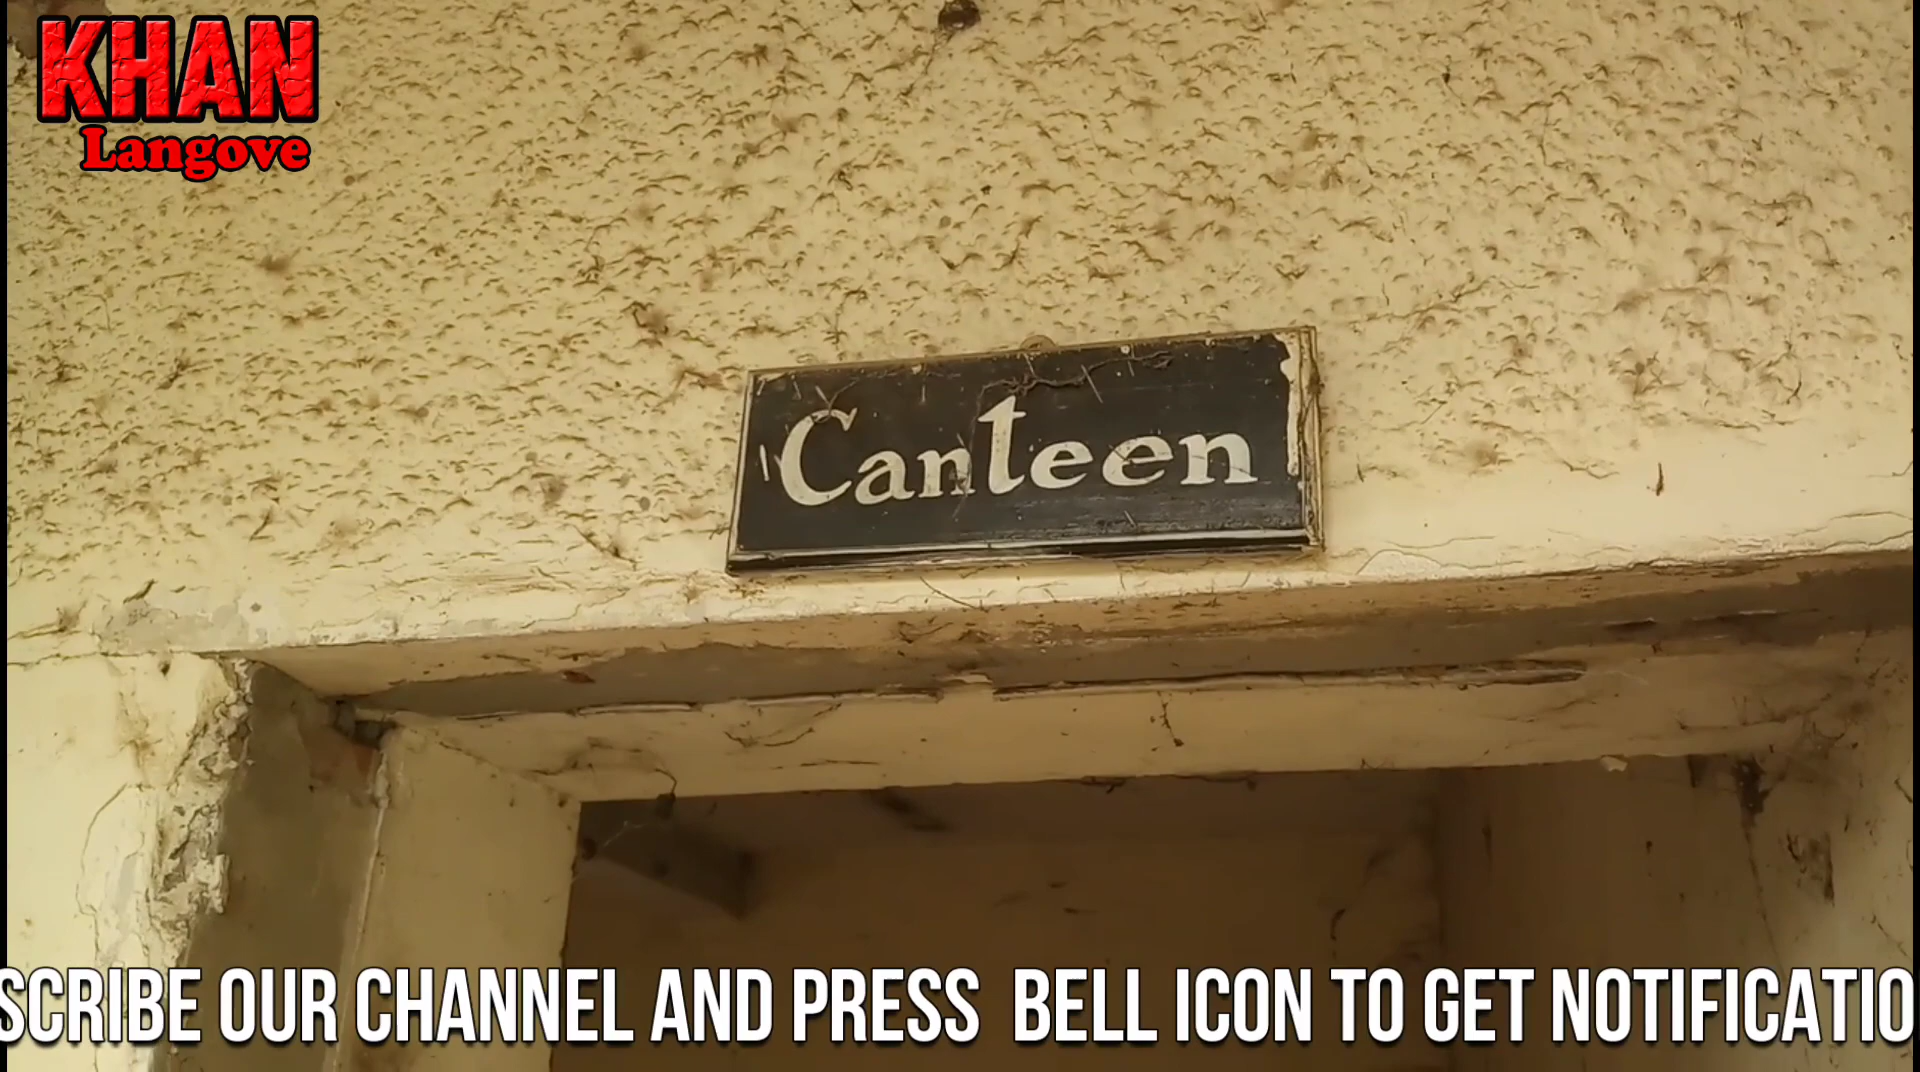 KHAN
Langove
Canteen
SCRIBE OUR CHANNEL AND PRESS BELL ICON TO GET NOTIFICATIO